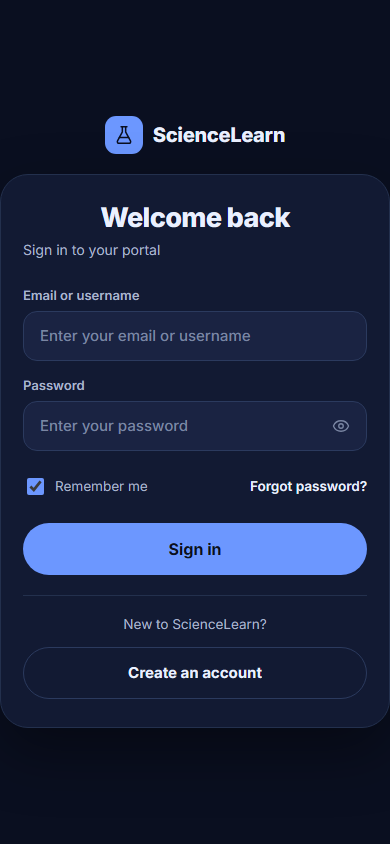 ScienceLearn
Welcome back
Sign in to your portal
Email or username
Enter your email or username
Password
Enter your password
Remember me
Forgot password?
Sign in
New to ScienceLearn?
Create an account